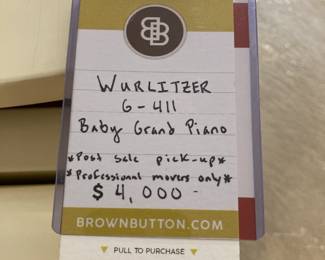 B B
WURLITZER
G-411
Baby Grand Piano
*Post sale pick-up*
*Professional movers only*
$ 4,000-
BROWNBUTTON.COM
▼ PULL TO PURCHASE ▼